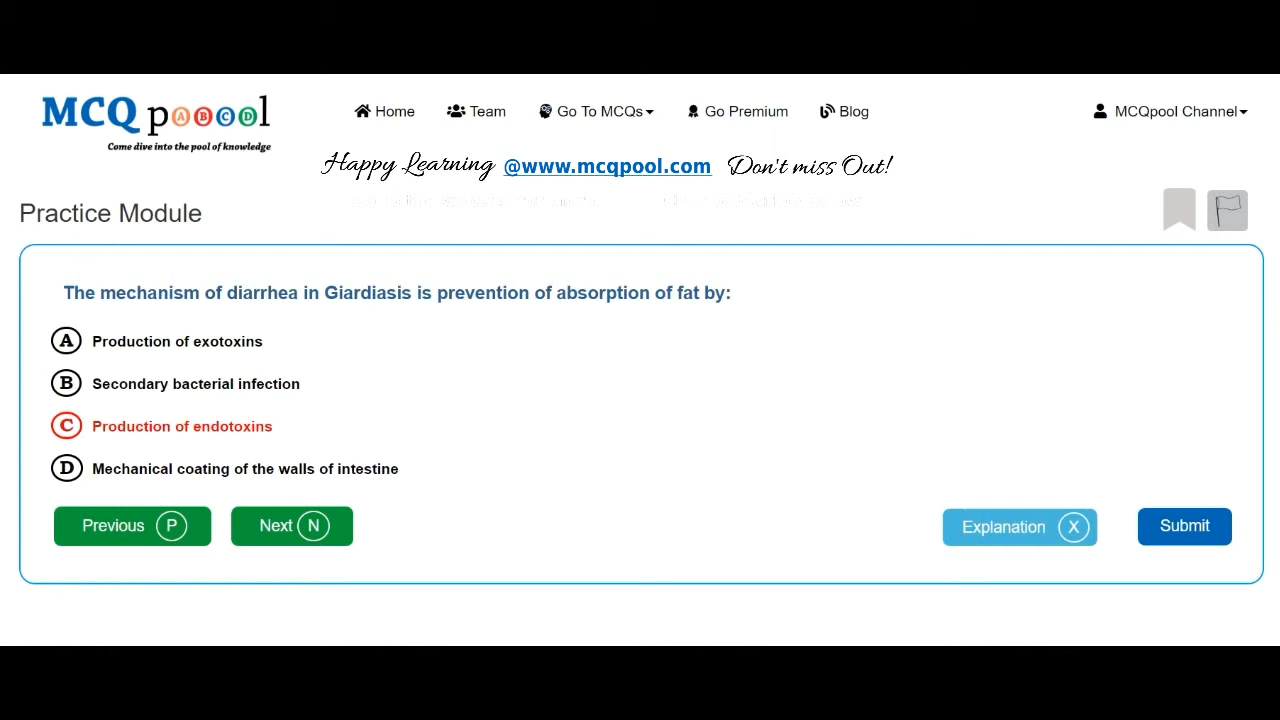 MCQ pooool
Come dive into the pool of knowledge
Home Team Go To MCQs Go Premium Blog MCQpool Channel
Happy Learning @www.mcqpool.com Don't miss Out!
Practice Module
The mechanism of diarrhea in Giardiasis is prevention of absorption of fat by:
A Production of exotoxins
B Secondary bacterial infection
C Production of endotoxins
D Mechanical coating of the walls of intestine
Previous P Next N Explanation X Submit